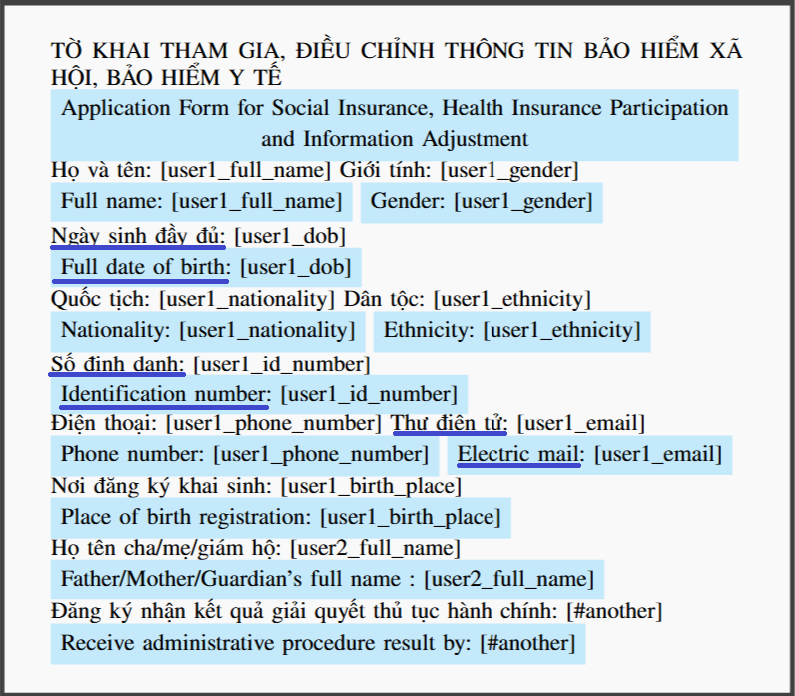 TỜ KHAI THAM GIA, ĐIỀU CHỈNH THÔNG TIN BẢO HIỂM XÃ
HỘI, BẢO HIỂM Y TẾ
Application Form for Social Insurance, Health Insurance Participation
and Information Adjustment
Họ và tên: [user1_full_name] Giới tính: [user1_gender]
Full name: [user1_full_name] Gender: [user1_gender]
Ngày sinh đầy đủ: [user1_dob]
Full date of birth: [user1_dob]
Quốc tịch: [user1_nationality] Dân tộc: [user1_ethnicity]
Nationality: [user1_nationality] Ethnicity: [user1_ethnicity]
Số định danh: [user1_id_number]
Identification number: [user1_id_number]
Điện thoại: [user1_phone_number] Thư điện tử: [user1_email]
Phone number: [user1_phone_number] Electric mail: [user1_email]
Nơi đăng ký khai sinh: [user1_birth_place]
Place of birth registration: [user1_birth_place]
Họ tên cha/mẹ/giám hộ: [user2_full_name]
Father/Mother/Guardian's full name : [user2_full_name]
Đăng ký nhận kết quả giải quyết thủ tục hành chính: [#another]
Receive administrative procedure result by: [#another]